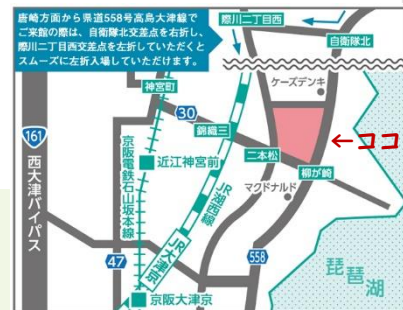 唐崎方面から県道558号高島大津線で
ご来館の際は、自衛隊北交差点を右折し、
際川二丁目西交差点を左折していただくと
スムーズに左折入場していただけます。
際川二丁目西
自衛隊北
ケーズデンキ
神宮町
30
錦織三
←ココ
161
西大津バイパス
京阪電鉄石山坂本線
近江神宮前
二本松
柳が崎
マクドナルド
JR湖西線
JR大津京
47
558
琵琶湖
京阪大津京